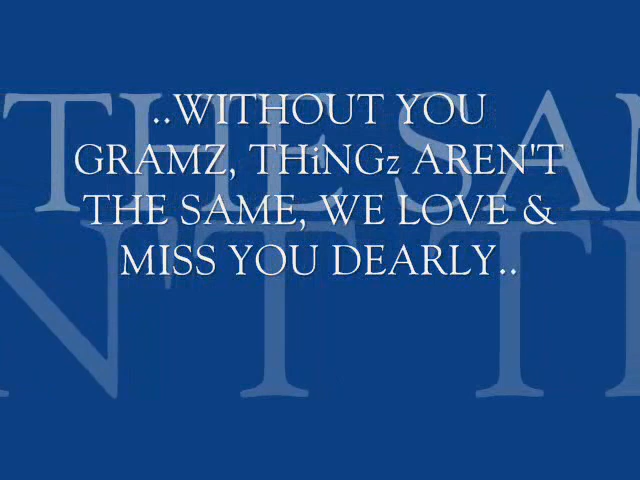 ..WITHOUT YOU
GRAMZ, THiNGz AREN'T
THE SAME, WE LOVE &
MISS YOU DEARLY..